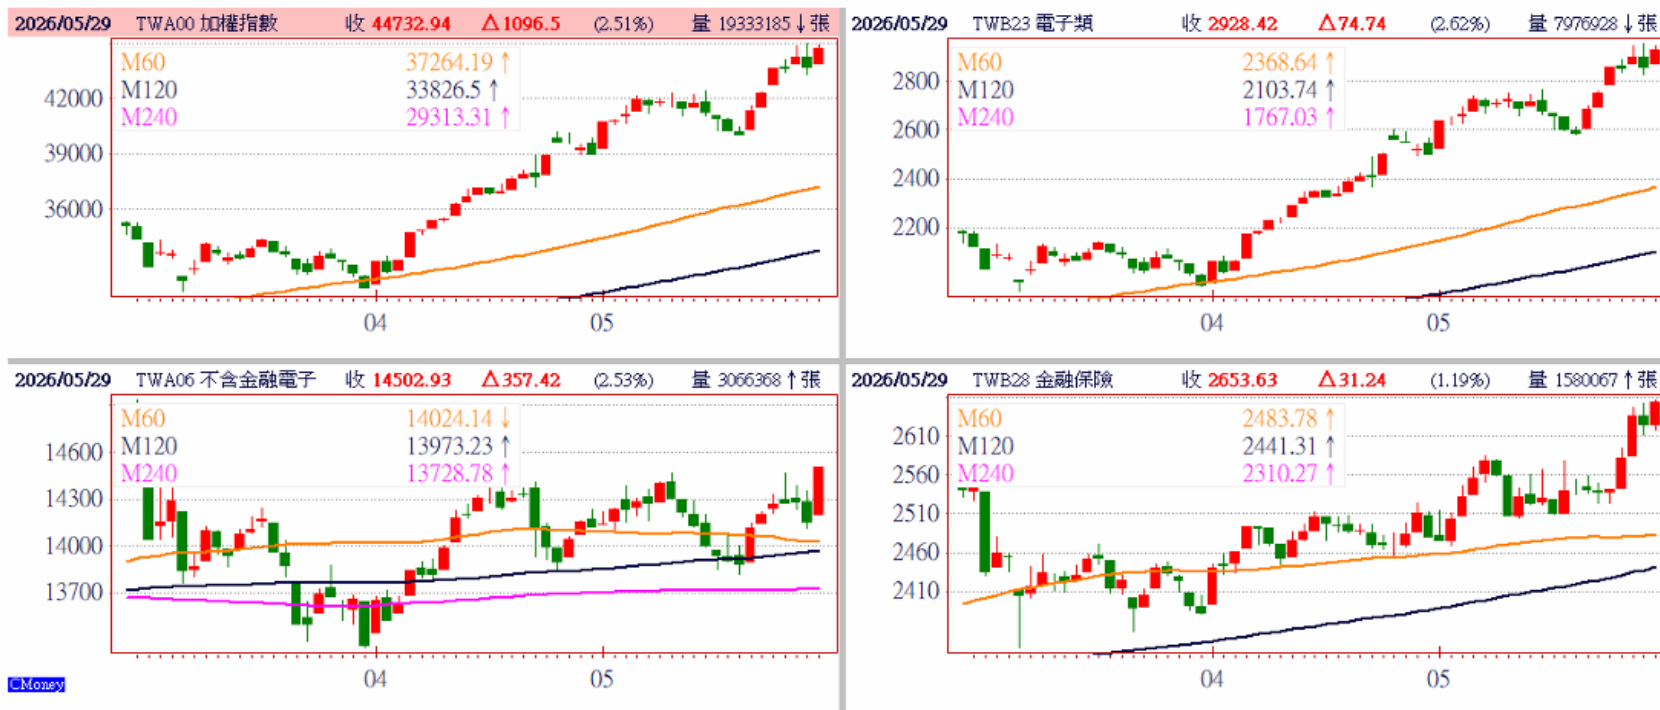 2026/05/29 TWA00 加權指數 收 44732.94 △1096.5 (2.51%) 量 19333185↓張
M60 37264.19 ↑
M120 33826.5 ↑
M240 29313.31 ↑
42000
39000
36000
04 05
2026/05/29 TWB23 電子類 收 2928.42 △74.74 (2.62%) 量 7976928↓張
M60 2368.64 ↑
M120 2103.74 ↑
M240 1767.03 ↑
2800
2600
2400
2200
04 05
2026/05/29 TWA06 不含金融電子 收 14502.93 △357.42 (2.53%) 量 3066368↑張
M60 14024.14 ↓
M120 13973.23 ↑
M240 13728.78 ↑
14600
14300
14000
13700
04 05
2026/05/29 TWB28 金融保險 收 2653.63 △31.24 (1.19%) 量 1580067↑張
M60 2483.78 ↑
M120 2441.31 ↑
M240 2310.27 ↑
2610
2560
2510
2460
2410
04 05
CMoney